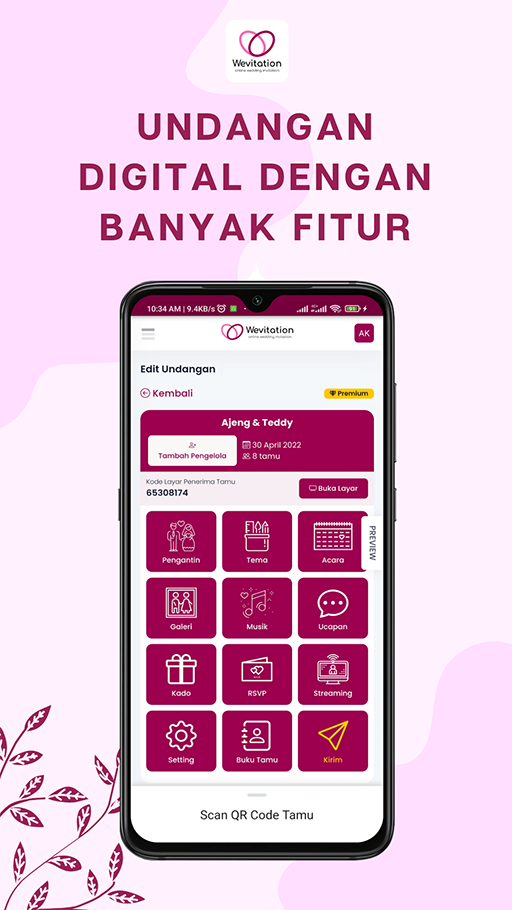 Wevitation
online wedding invitation
UNDANGAN
DIGITAL DENGAN
BANYAK FITUR
10:34 AM | 9.4KB/s
Wevitation
online wedding invitation
AK
Edit Undangan
Kembali
Premium
Ajeng & Teddy
Tambah Pengelola
30 April 2022
8 tamu
Kode Layar Penerima Tamu
65308174
Buka Layar
PREVIEW
Pengantin
Tema
Acara
Galeri
Musik
Ucapan
Kado
RSVP
Streaming
Setting
Buku Tamu
Kirim
Scan QR Code Tamu